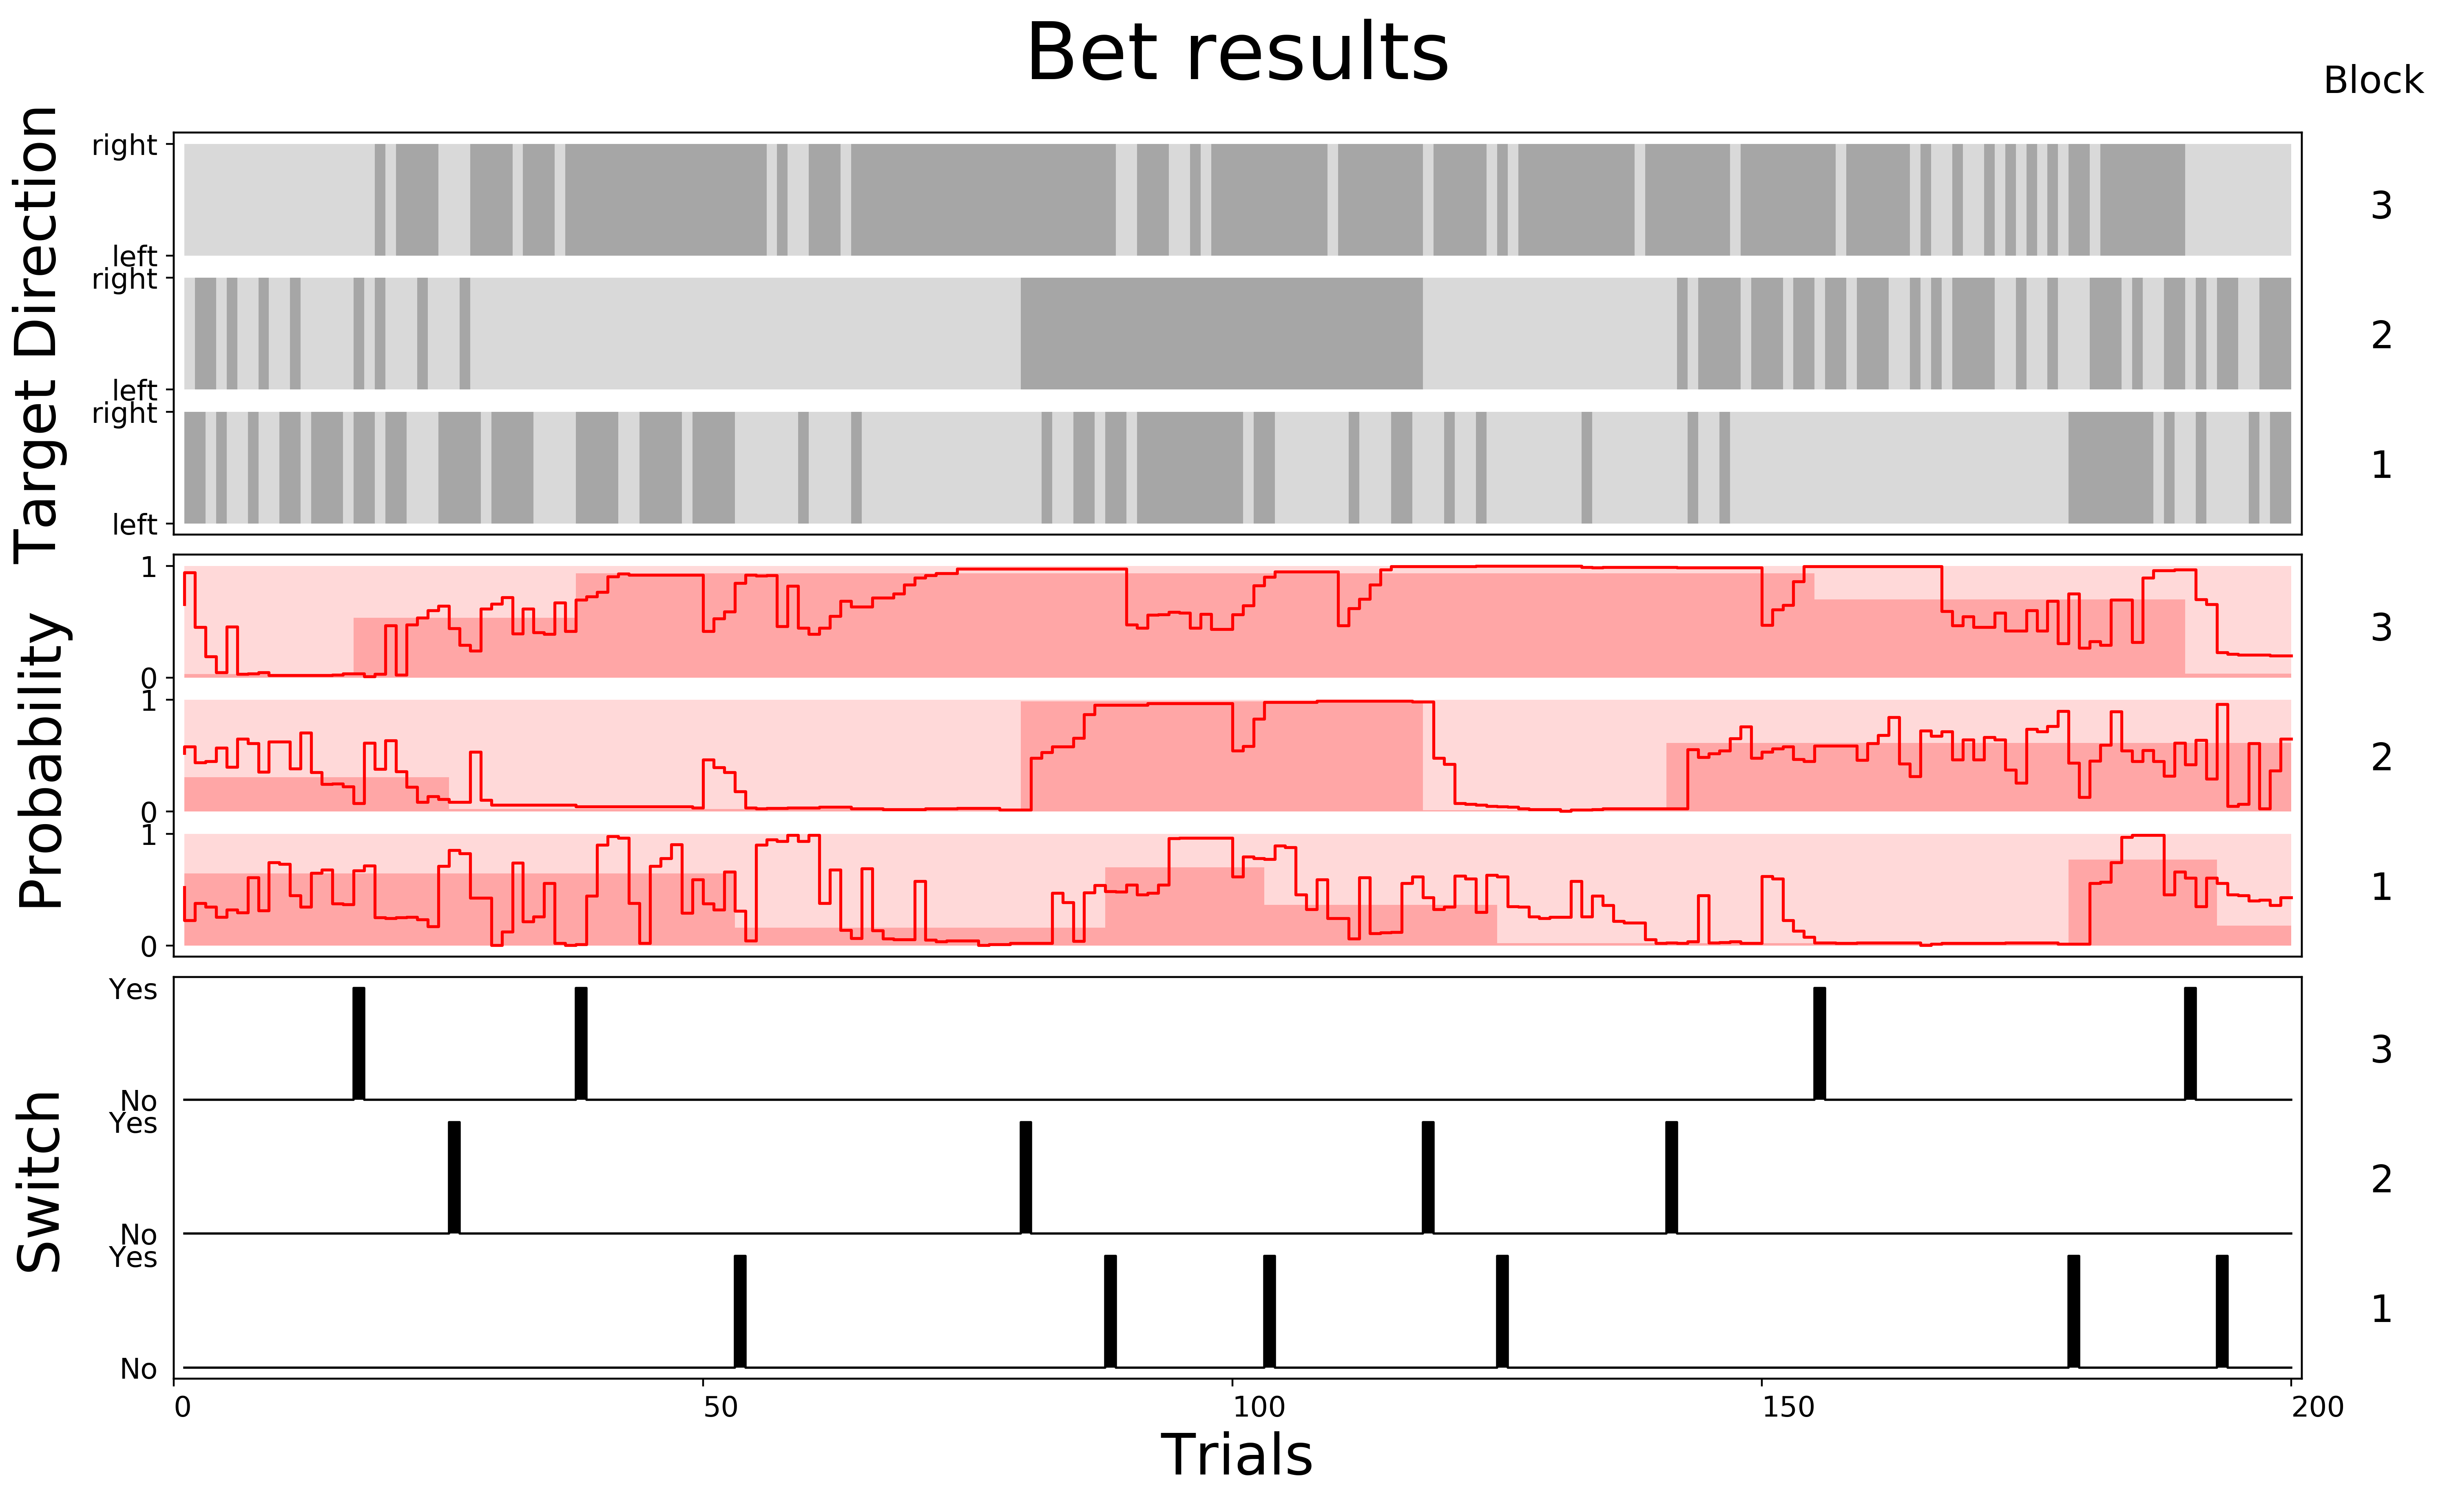 Bet results
Block
Target Direction
right
left
right
left
right
left
3
2
1
Probability
1
0
1
0
1
0
3
2
1
Switch
Yes
No
Yes
No
Yes
No
3
2
1
0 50 100 150 200
Trials